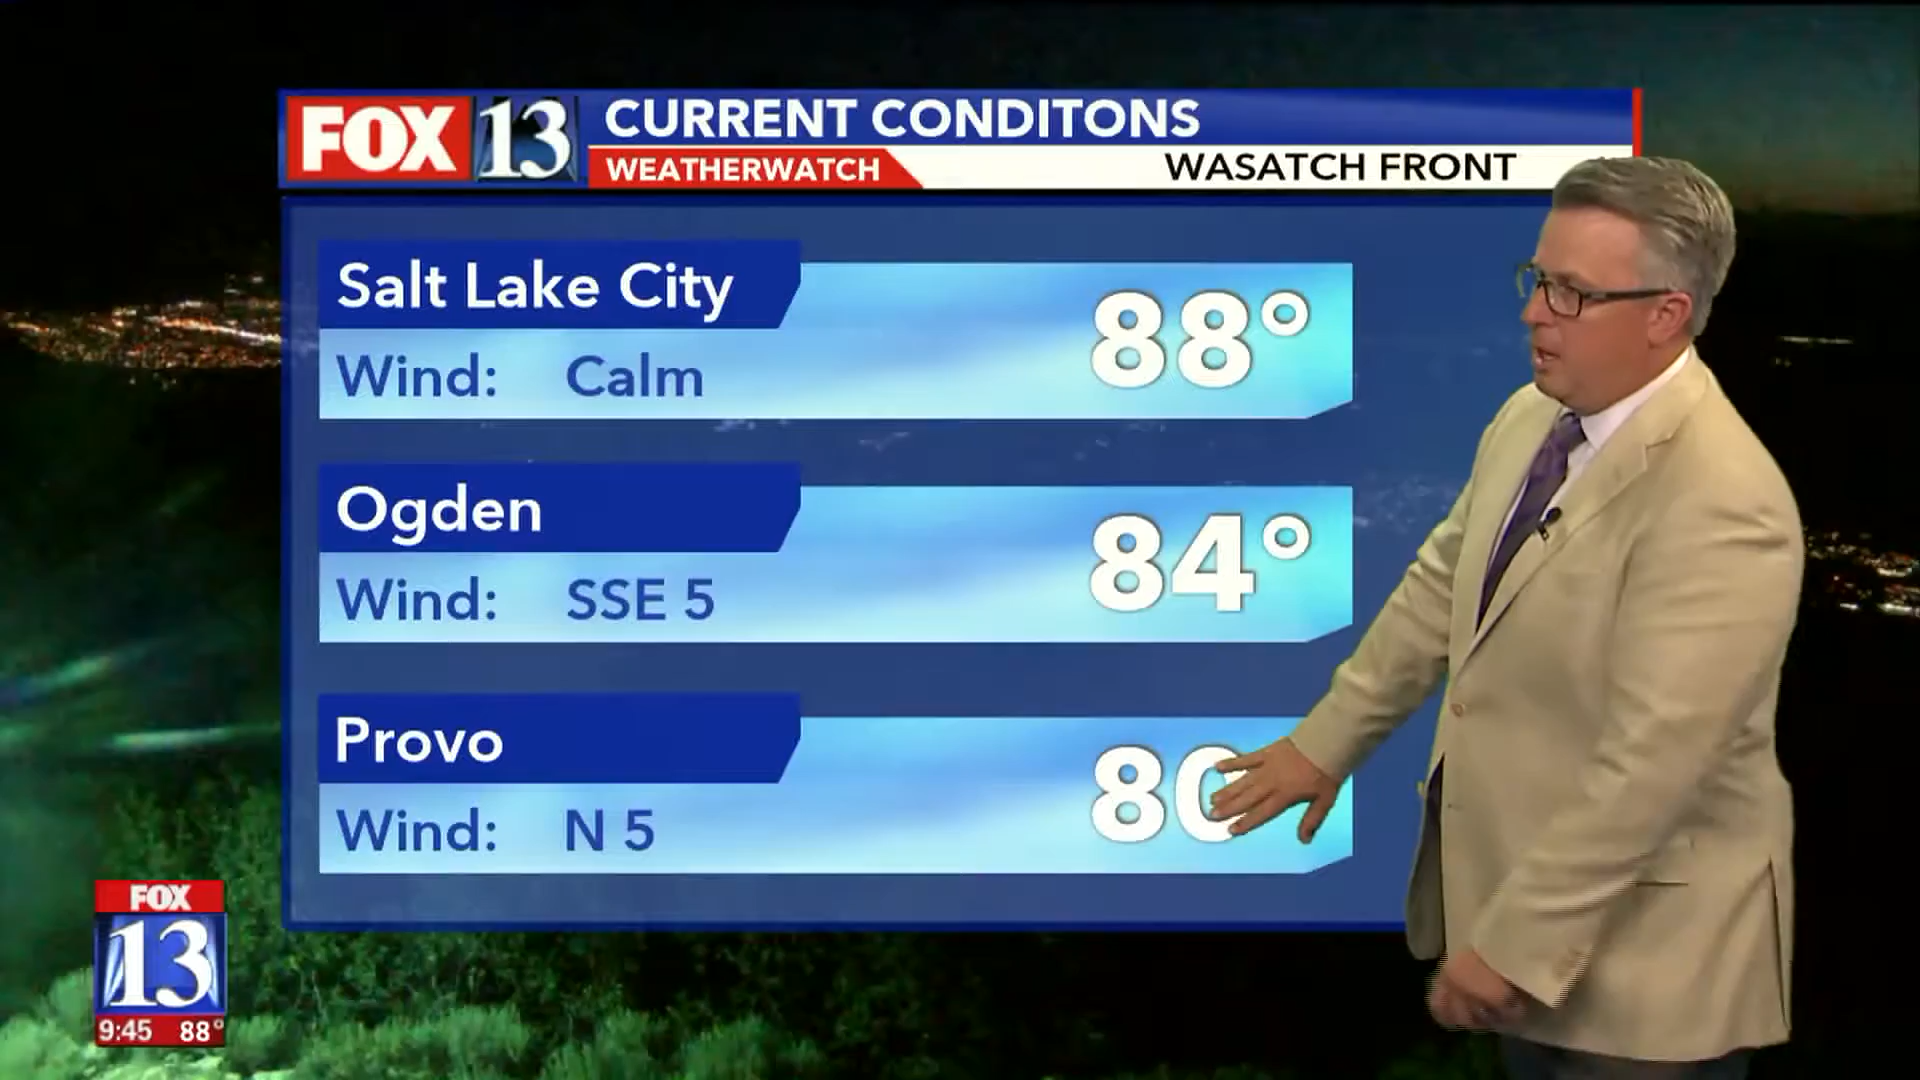 FOX 13 CURRENT CONDITONS
WEATHERWATCH WASATCH FRONT
Salt Lake City
88°
Wind: Calm
Ogden
84°
Wind: SSE 5
Provo
80
Wind: N 5
FOX
13
9:45 88°